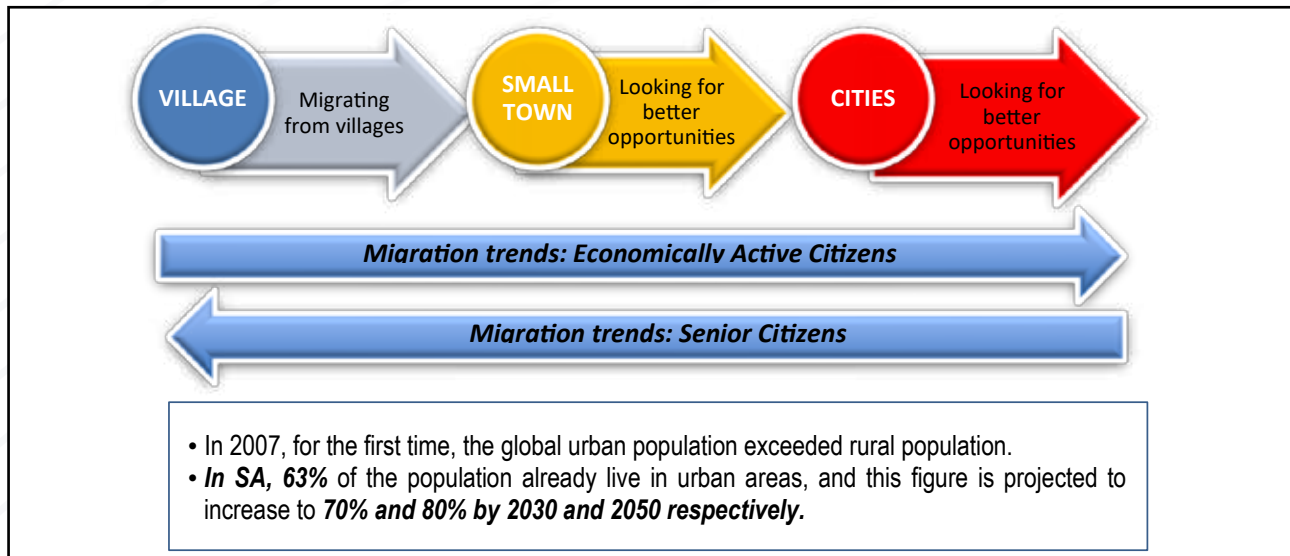 VILLAGE
Migrating
from villages
SMALL
TOWN
Looking for
better
opportunities
CITIES
Looking for
better
opportunities
Migration trends: Economically Active Citizens
Migration trends: Senior Citizens
• In 2007, for the first time, the global urban population exceeded rural population.
• In SA, 63% of the population already live in urban areas, and this figure is projected to
increase to 70% and 80% by 2030 and 2050 respectively.